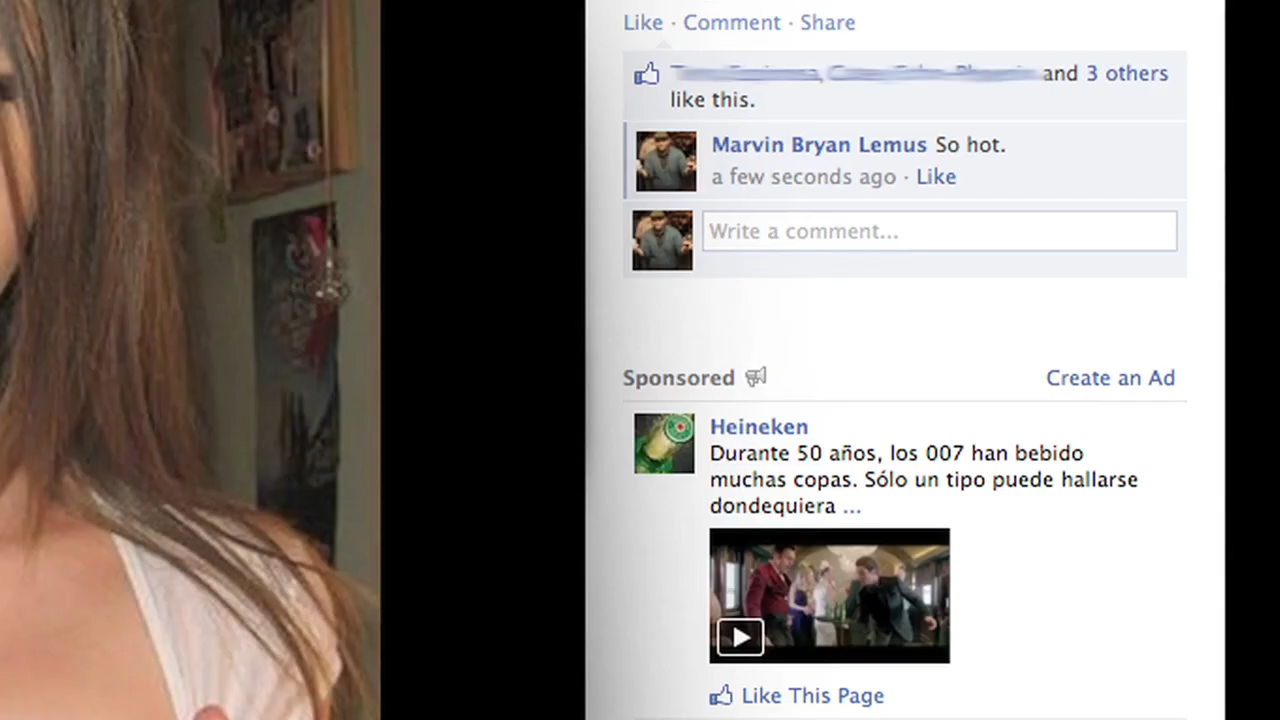 Like · Comment · Share
and 3 others
like this.
Marvin Bryan Lemus So hot.
a few seconds ago · Like
Write a comment...
Sponsored
Create an Ad
Heineken
Durante 50 años, los 007 han bebido
muchas copas. Sólo un tipo puede hallarse
dondequiera ...
Like This Page